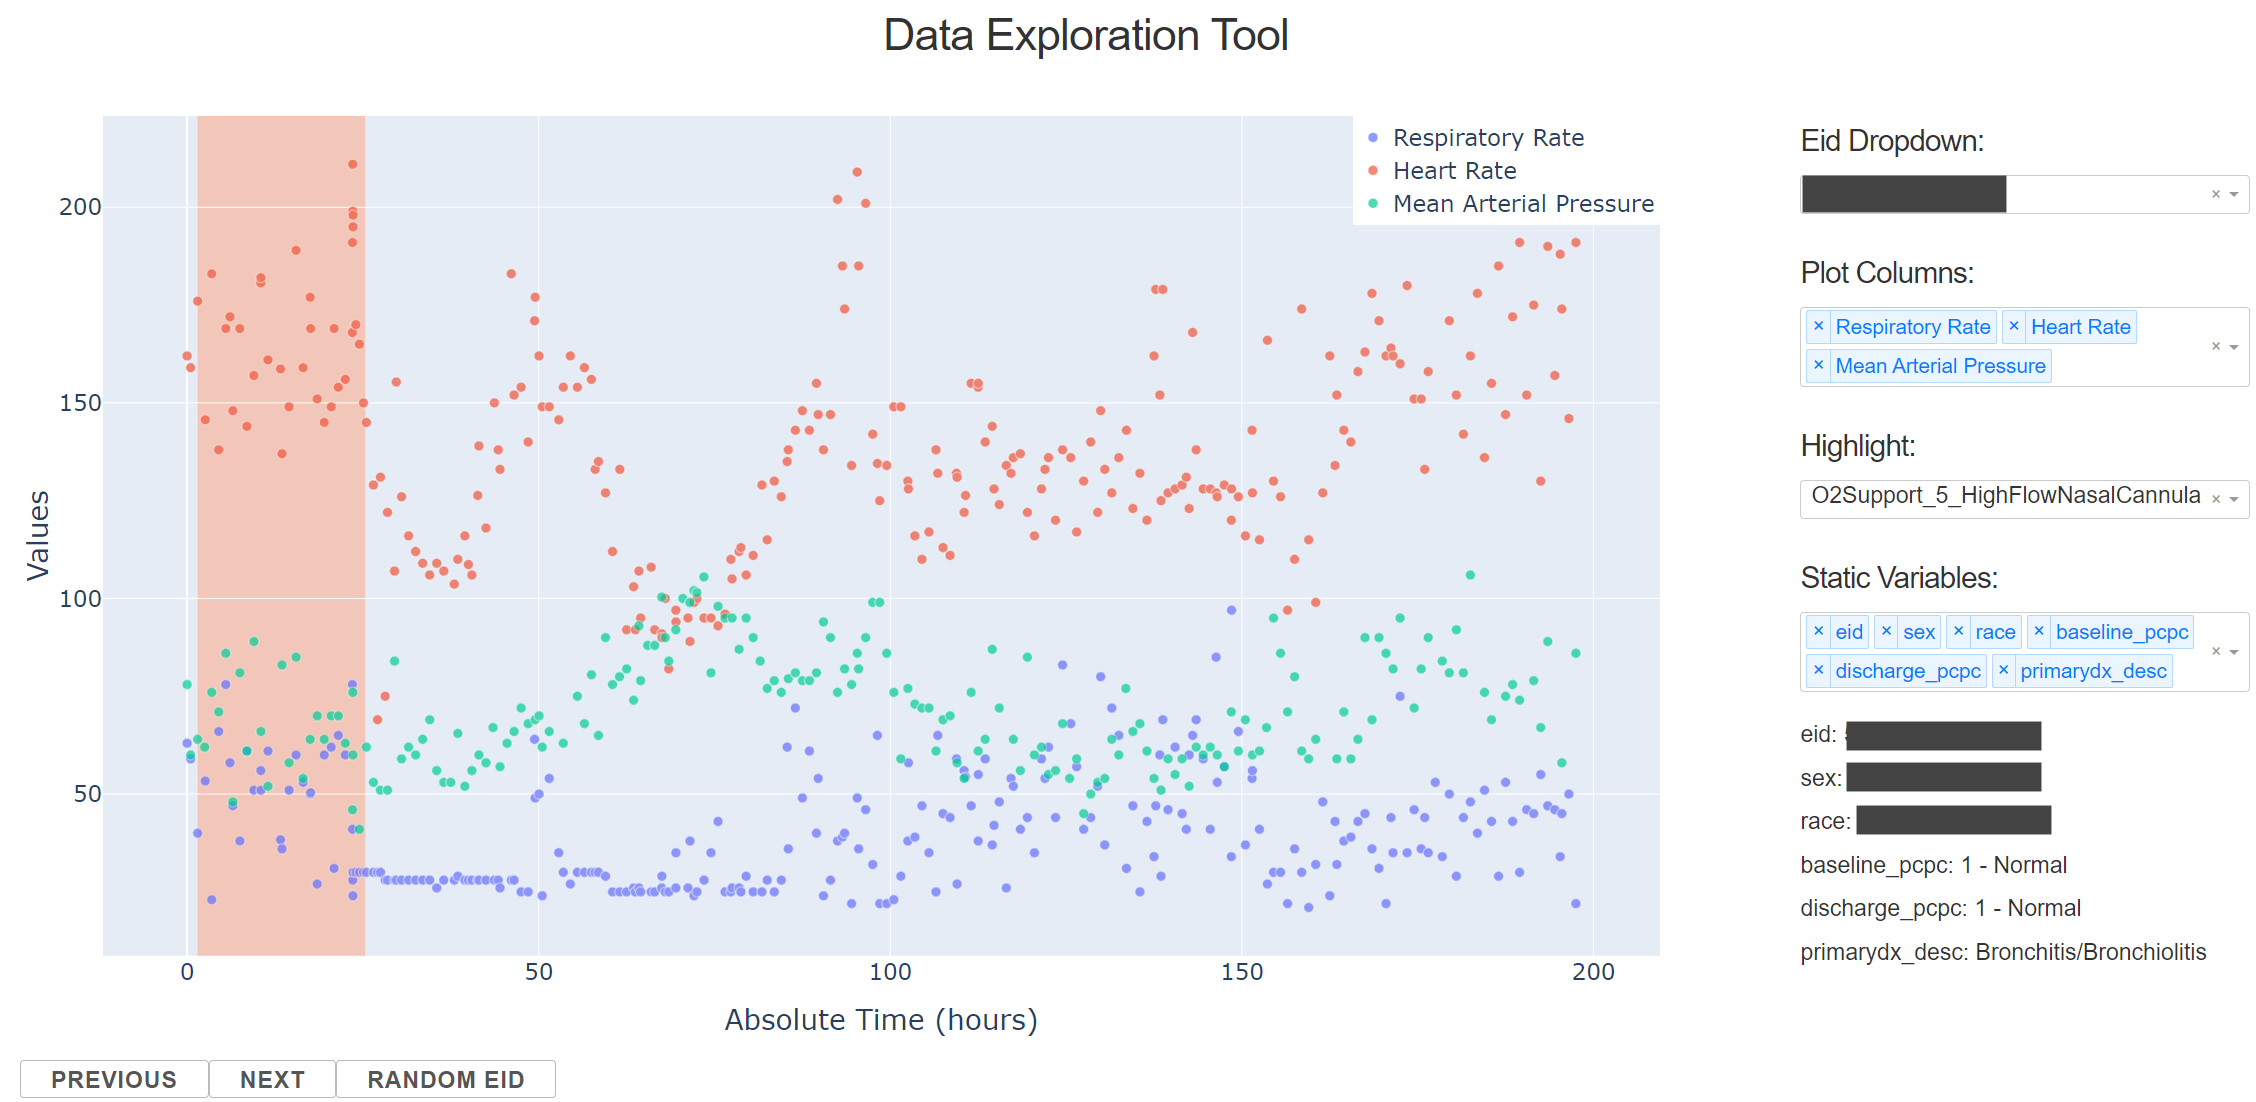 Data Exploration Tool
Respiratory Rate
Heart Rate
Mean Arterial Pressure
200
150
100
50
Values
0 50 100 150 200
Absolute Time (hours)
PREVIOUS NEXT RANDOM EID
Eid Dropdown:
× 
Plot Columns:
× Respiratory Rate × Heart Rate
× Mean Arterial Pressure
×
Highlight:
O2Support_5_HighFlowNasalCannula ×
Static Variables:
× eid × sex × race × baseline_pcpc
× discharge_pcpc × primarydx_desc
×
eid:
sex:
race:
baseline_pcpc: 1 - Normal
discharge_pcpc: 1 - Normal
primarydx_desc: Bronchitis/Bronchiolitis